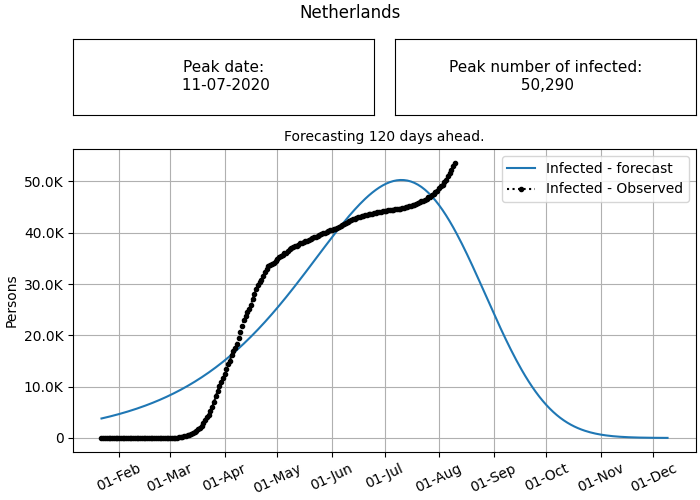 Netherlands
Peak date:
11-07-2020
Peak number of infected:
50,290
Forecasting 120 days ahead.
Infected - forecast
Infected - Observed
Persons
50.0K
40.0K
30.0K
20.0K
10.0K
0
01-Feb
01-Mar
01-Apr
01-May
01-Jun
01-Jul
01-Aug
01-Sep
01-Oct
01-Nov
01-Dec